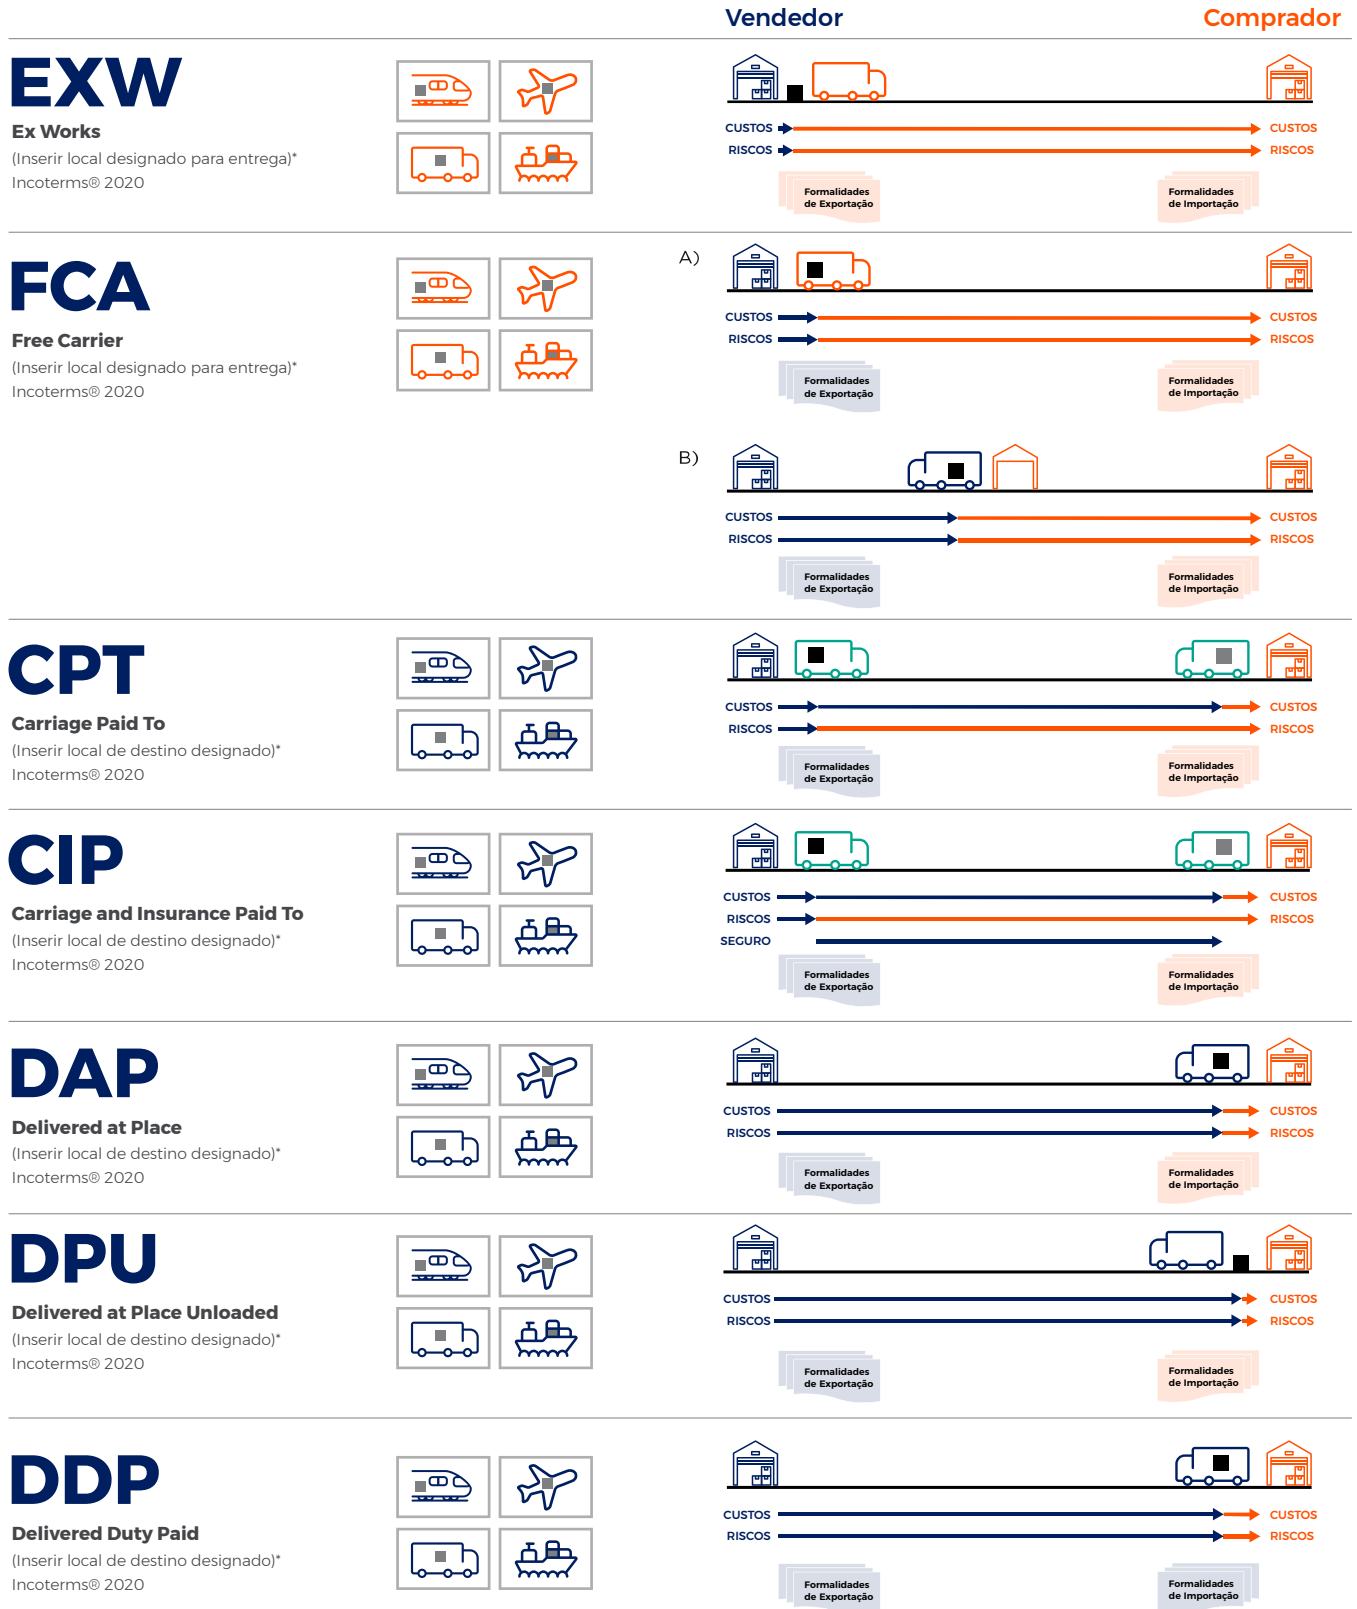 Vendedor
Comprador
EXW
Ex Works
(Inserir local designado para entrega)*
Incoterms® 2020
CUSTOS
CUSTOS
RISCOS
RISCOS
Formalidades
de Exportação
Formalidades
de Importação
FCA
Free Carrier
(Inserir local designado para entrega)*
Incoterms® 2020
A)
CUSTOS
CUSTOS
RISCOS
RISCOS
Formalidades
de Exportação
Formalidades
de Importação
B)
CUSTOS
CUSTOS
RISCOS
RISCOS
Formalidades
de Exportação
Formalidades
de Importação
CPT
Carriage Paid To
(Inserir local de destino designado)*
Incoterms® 2020
CUSTOS
CUSTOS
RISCOS
RISCOS
Formalidades
de Exportação
Formalidades
de Importação
CIP
Carriage and Insurance Paid To
(Inserir local de destino designado)*
Incoterms® 2020
CUSTOS
CUSTOS
RISCOS
RISCOS
SEGURO
Formalidades
de Exportação
Formalidades
de Importação
DAP
Delivered at Place
(Inserir local de destino designado)*
Incoterms® 2020
CUSTOS
CUSTOS
RISCOS
RISCOS
Formalidades
de Exportação
Formalidades
de Importação
DPU
Delivered at Place Unloaded
(Inserir local de destino designado)*
Incoterms® 2020
CUSTOS
CUSTOS
RISCOS
RISCOS
Formalidades
de Exportação
Formalidades
de Importação
DDP
Delivered Duty Paid
(Inserir local de destino designado)*
Incoterms® 2020
CUSTOS
CUSTOS
RISCOS
RISCOS
Formalidades
de Exportação
Formalidades
de Importação